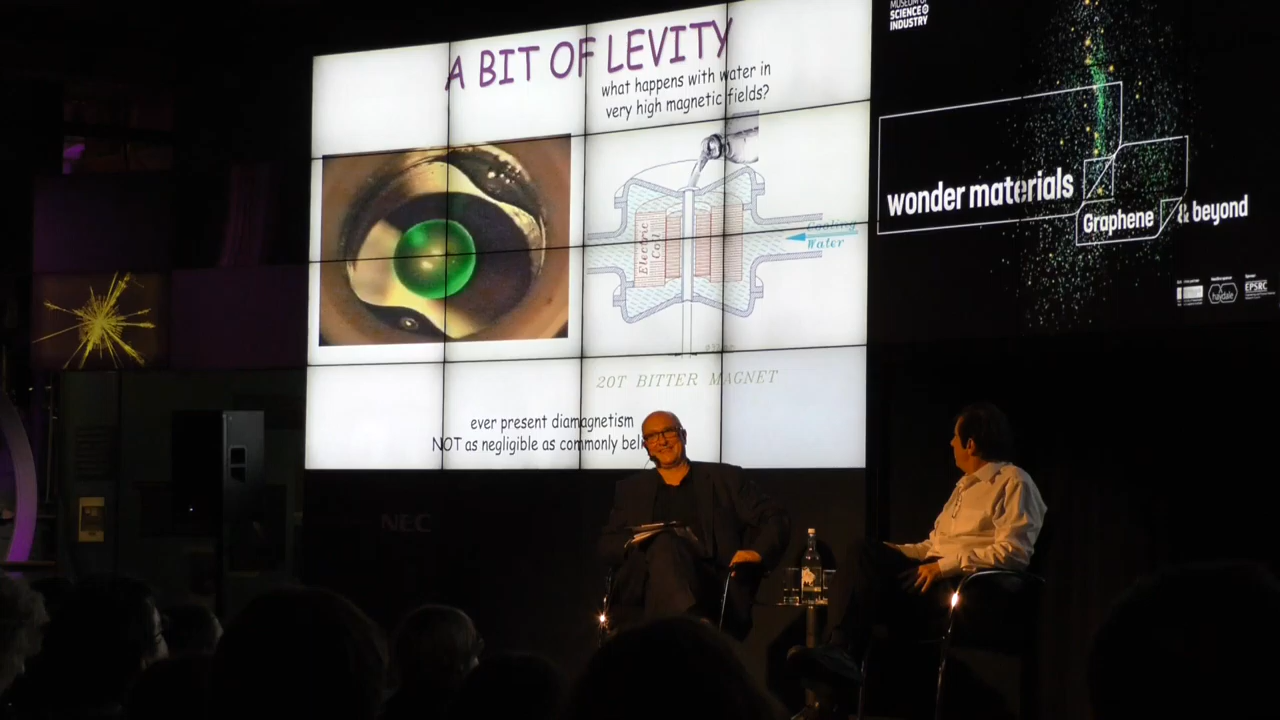 A BIT OF LEVITY
what happens with water in
very high magnetic fields?
Electric
Coil
Cooling
Water
20T BITTER MAGNET
ever present diamagnetism
NOT as negligible as commonly
NEC
MUSEUM OF
SCIENCE &
INDUSTRY
wonder materials
Graphene & beyond
haydale
EPSRC